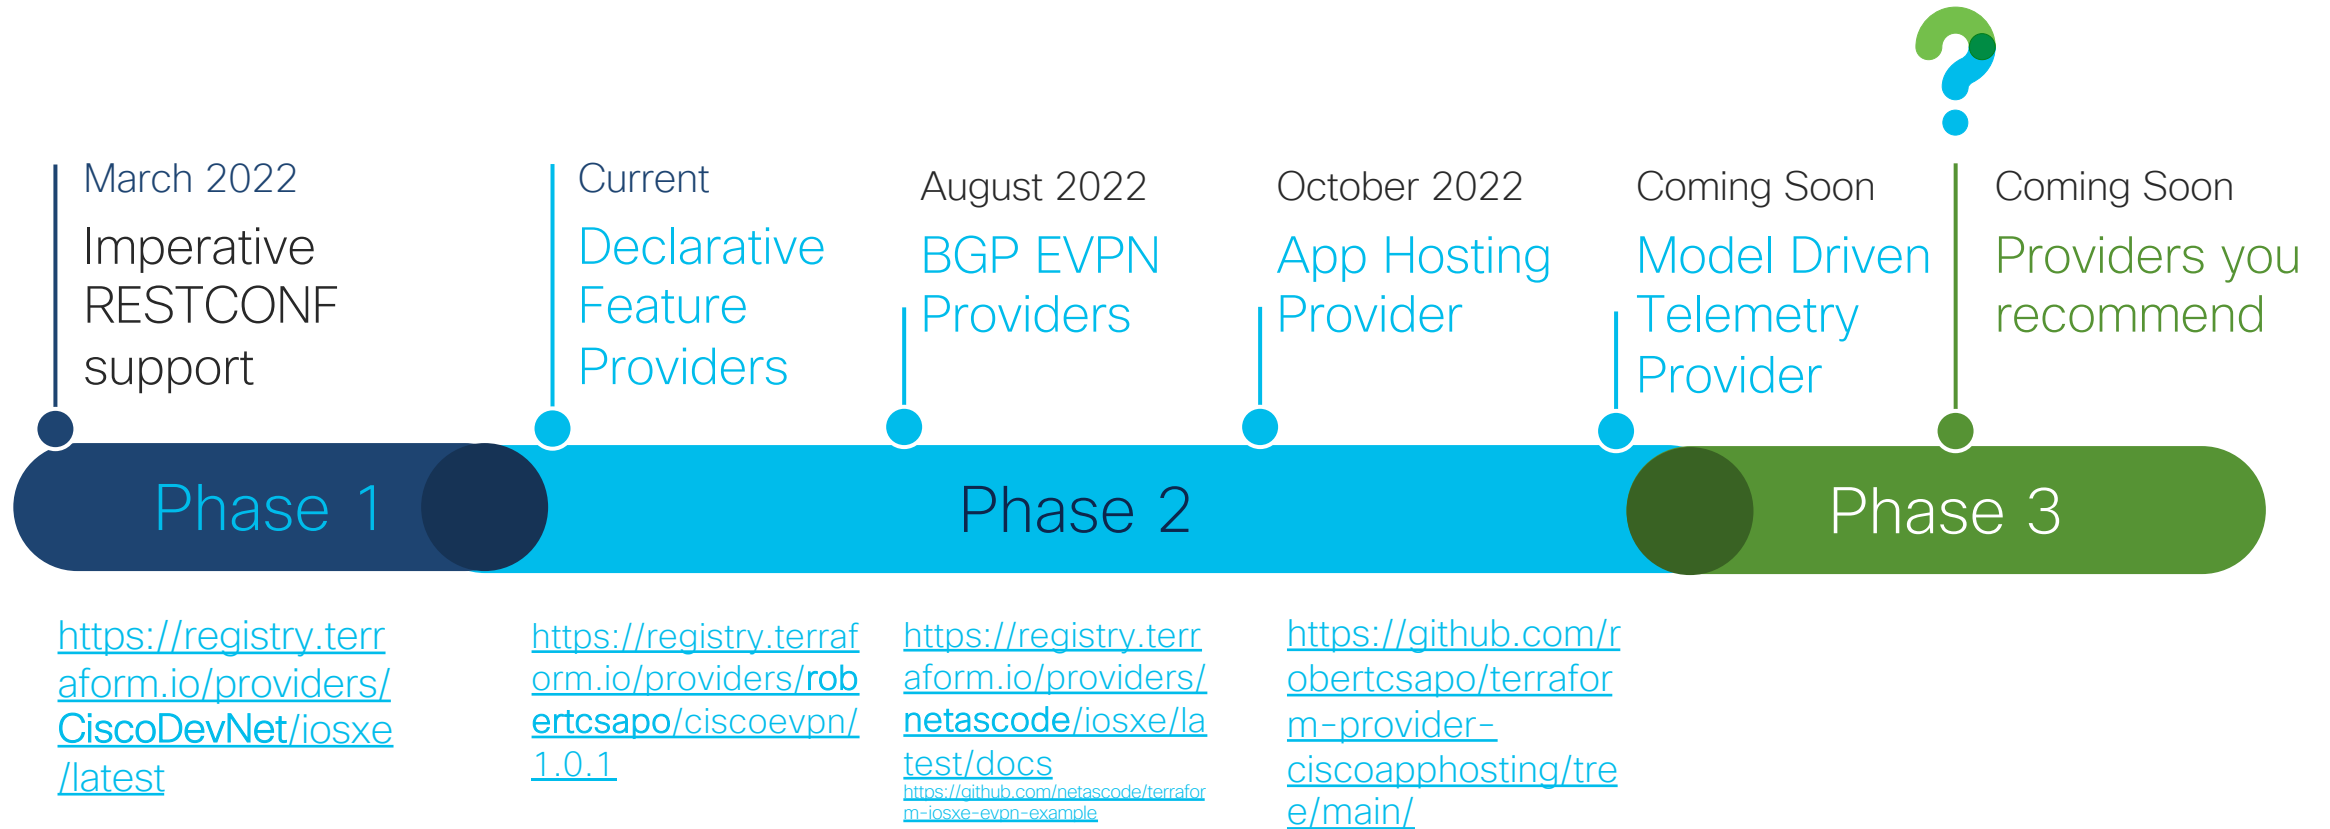 March 2022
Imperative
RESTCONF
support
Current
Declarative
Feature
Providers
August 2022
BGP EVPN
Providers
October 2022
App Hosting
Provider
Coming Soon
Model Driven
Telemetry
Provider
?
Coming Soon
Providers you
recommend
Phase 1
Phase 2
Phase 3
https://registry.terr
aform.io/providers/
CiscoDevNet/iosxe
/latest
https://registry.terraf
orm.io/providers/rob
ertcsapo/ciscoevpn/
1.0.1
https://registry.terr
aform.io/providers/
netascode/iosxe/la
test/docs
https://github.com/netascode/terrafor
m-iosxe-evpn-example
https://github.com/r
obertcsapo/terrafor
m-provider-
ciscoapphosting/tre
e/main/